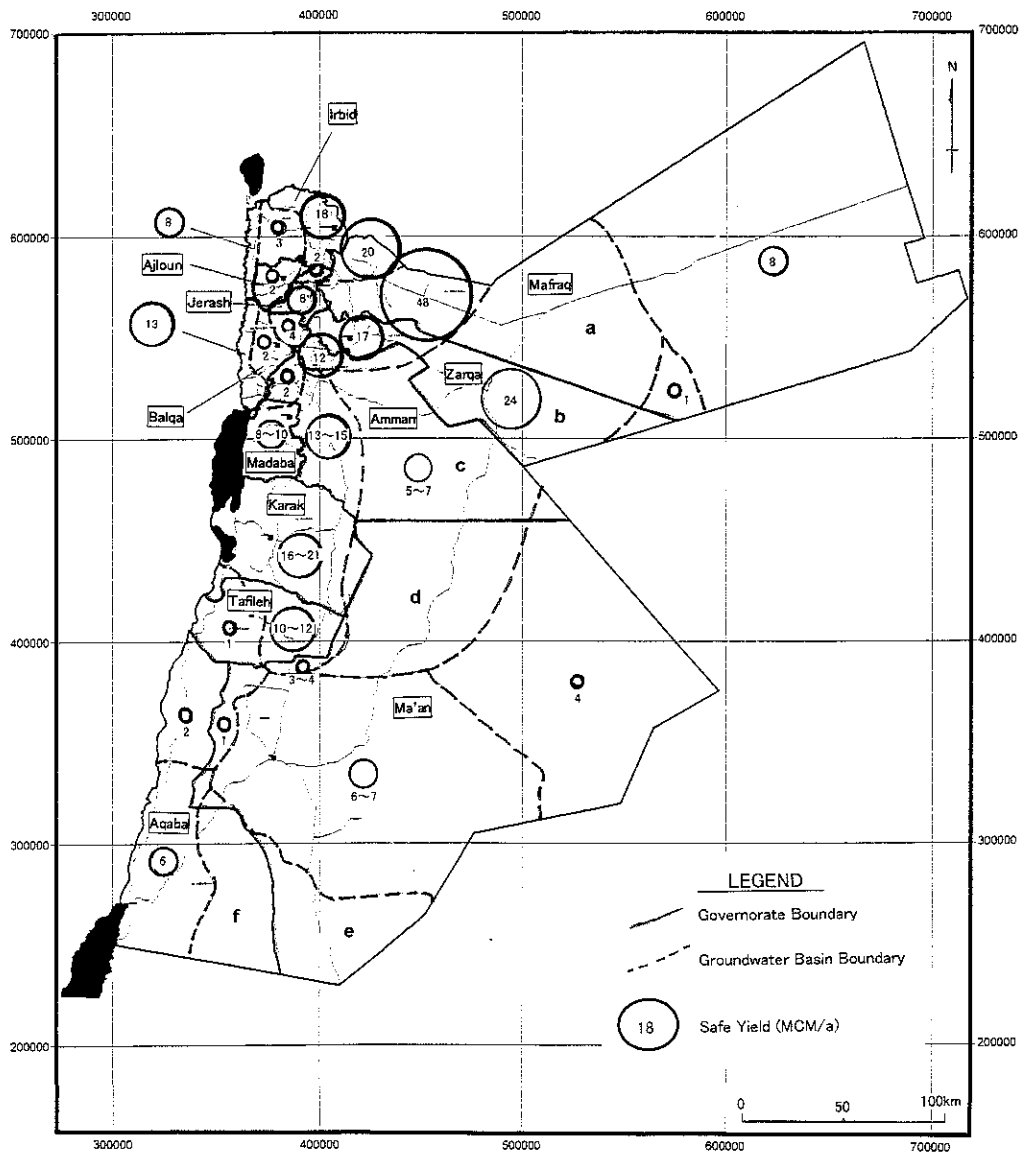 300000 400000 500000 600000 700000
700000 700000
N
Irbid
18
8
3
600000 600000
2
20
8
Ajloun
Mafraq
2
48
Jerash
6
a
13
4
17
2
12
Zarqa
1
2
24
b
Balqa
Amman
500000 500000
8~10
13~15
Madaba
c
5~7
Karak
16~21
d
Tafileh
10~12
400000 400000
1
3~4
4
Ma'an
2
1
6~7
Aqaba
300000 300000
6
LEGEND
f
Governorate Boundary
e
Groundwater Basin Boundary
18 Safe Yield (MCM/a)
200000 200000
0 50 100km
300000 400000 500000 600000 700000